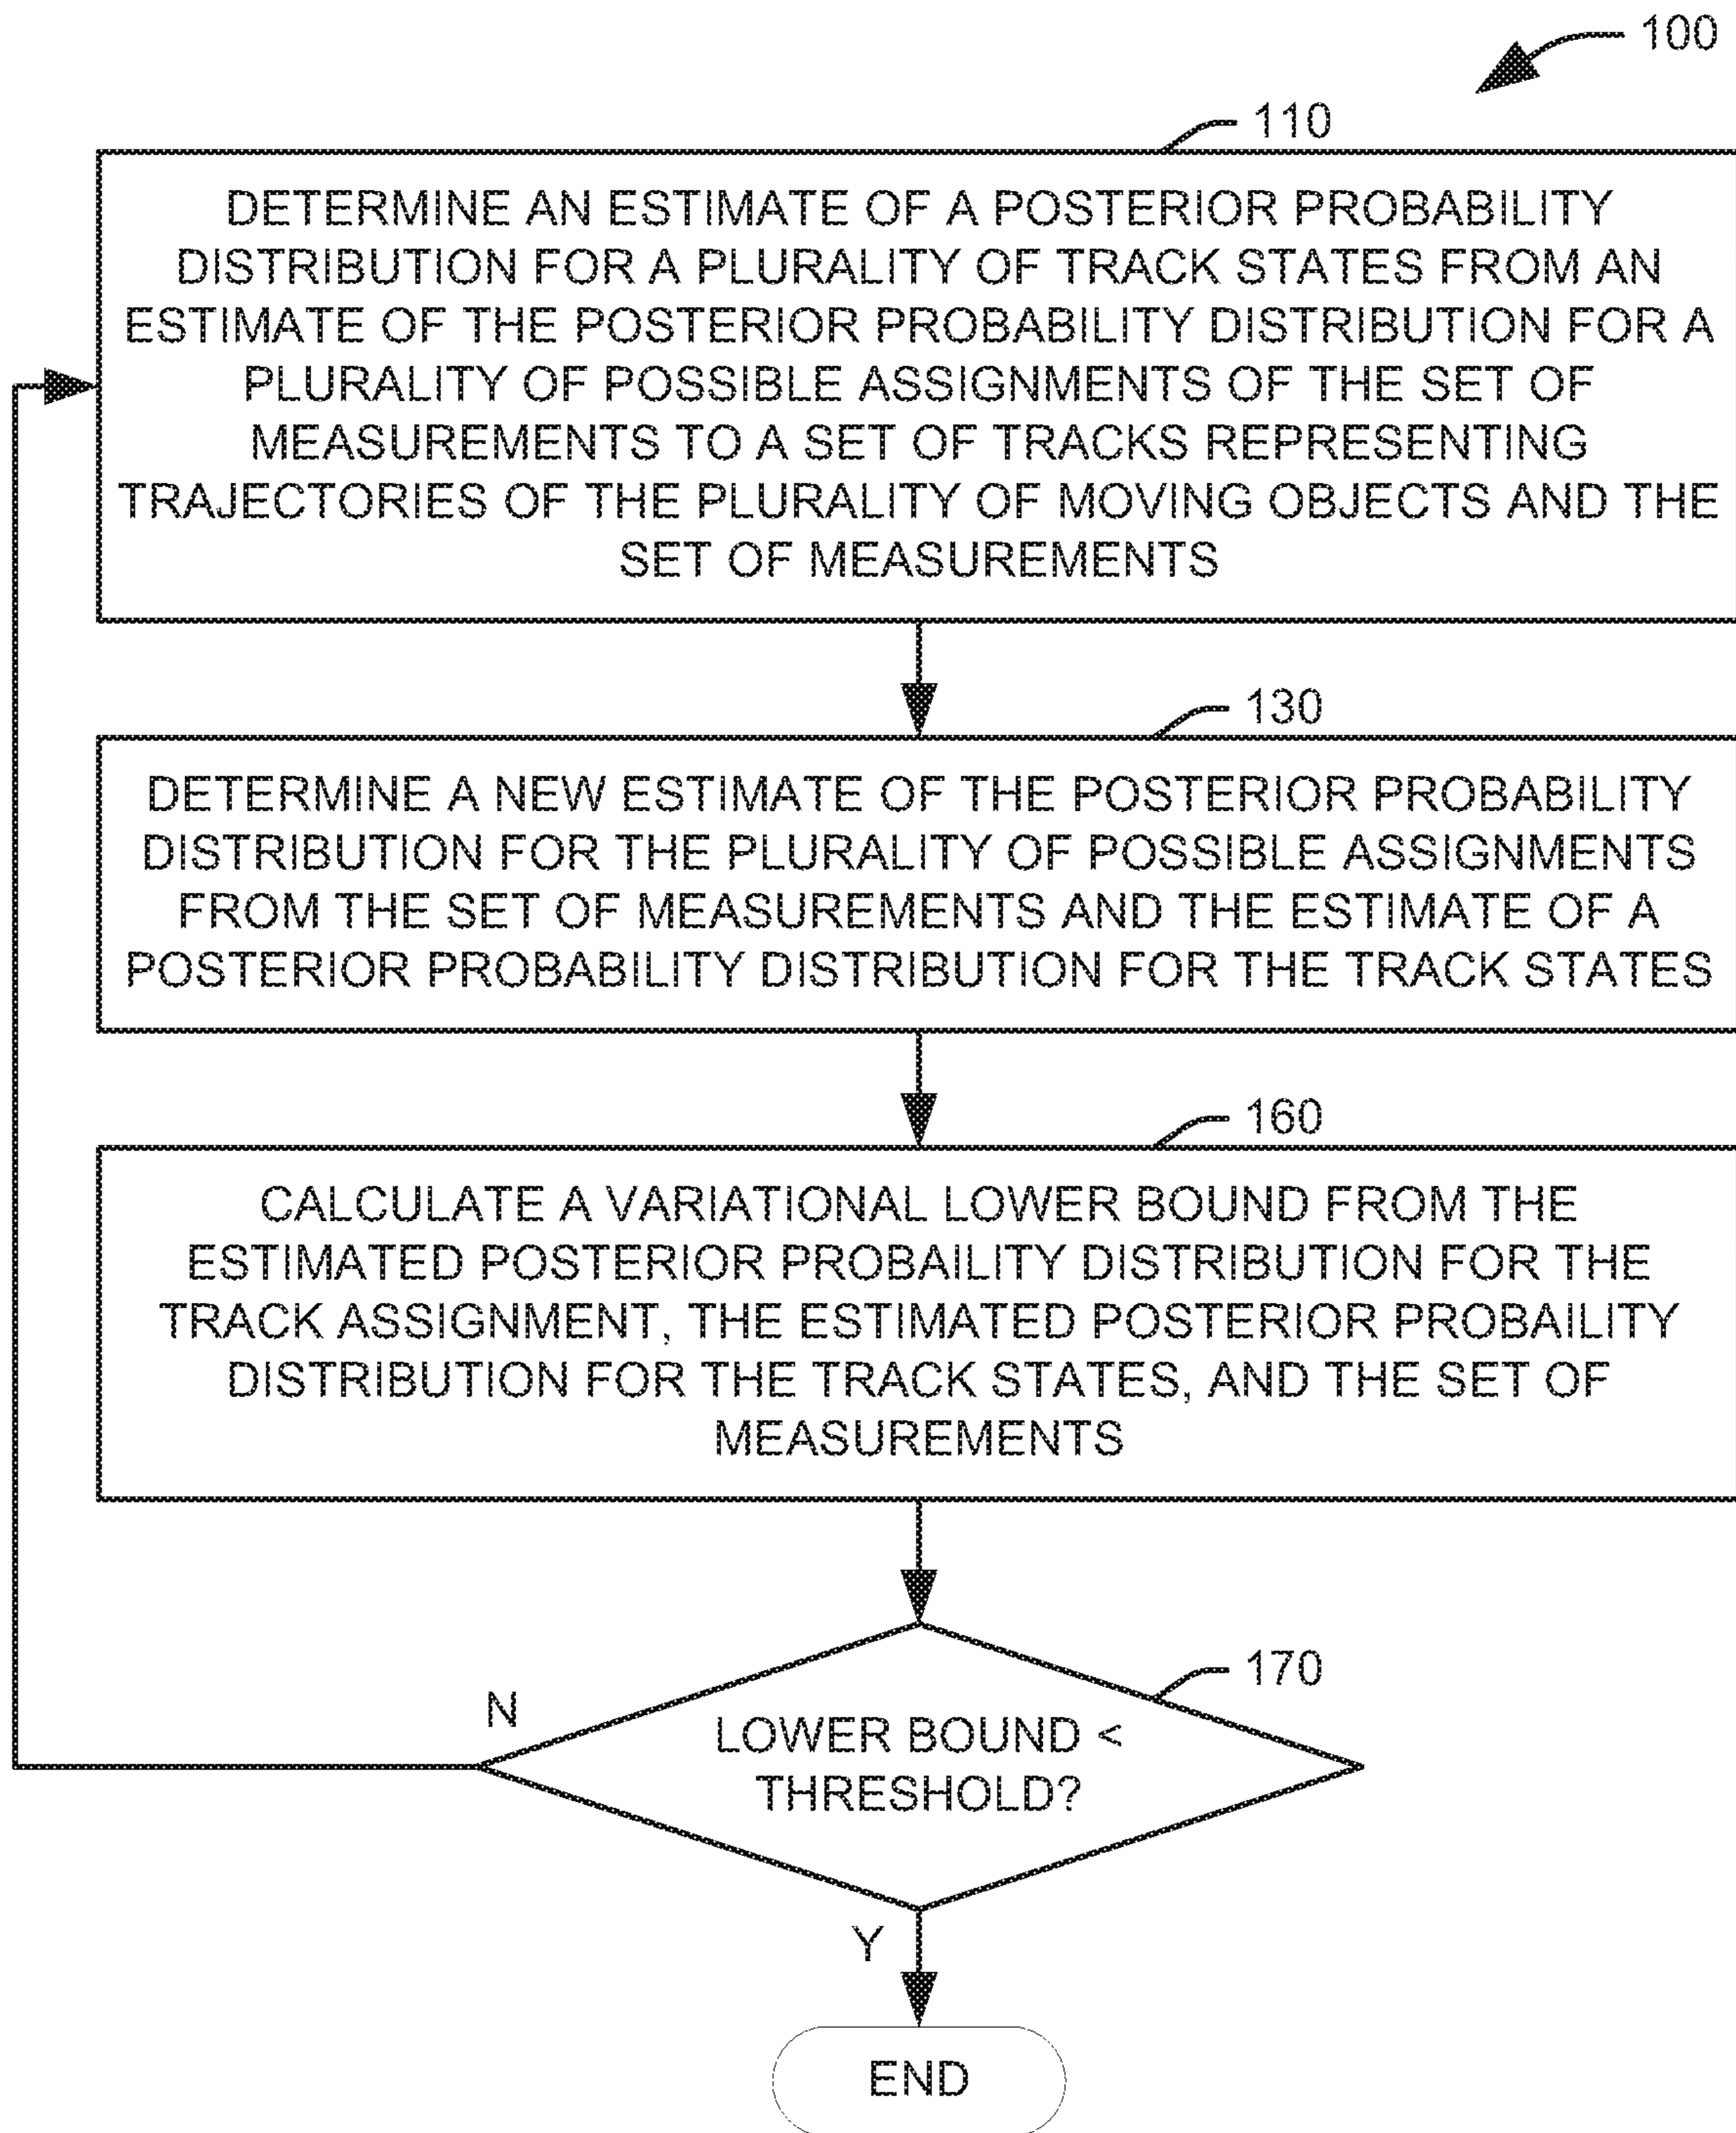 100
110
DETERMINE AN ESTIMATE OF A POSTERIOR PROBABILITY
DISTRIBUTION FOR A PLURALITY OF TRACK STATES FROM AN
ESTIMATE OF THE POSTERIOR PROBABILITY DISTRIBUTION FOR A
PLURALITY OF POSSIBLE ASSIGNMENTS OF THE SET OF
MEASUREMENTS TO A SET OF TRACKS REPRESENTING
TRAJECTORIES OF THE PLURALITY OF MOVING OBJECTS AND THE
SET OF MEASUREMENTS
130
DETERMINE A NEW ESTIMATE OF THE POSTERIOR PROBABILITY
DISTRIBUTION FOR THE PLURALITY OF POSSIBLE ASSIGNMENTS
FROM THE SET OF MEASUREMENTS AND THE ESTIMATE OF A
POSTERIOR PROBABILITY DISTRIBUTION FOR THE TRACK STATES
160
CALCULATE A VARIATIONAL LOWER BOUND FROM THE
ESTIMATED POSTERIOR PROBAILITY DISTRIBUTION FOR THE
TRACK ASSIGNMENT, THE ESTIMATED POSTERIOR PROBAILITY
DISTRIBUTION FOR THE TRACK STATES, AND THE SET OF
MEASUREMENTS
170
N
LOWER BOUND <
THRESHOLD?
Y
END